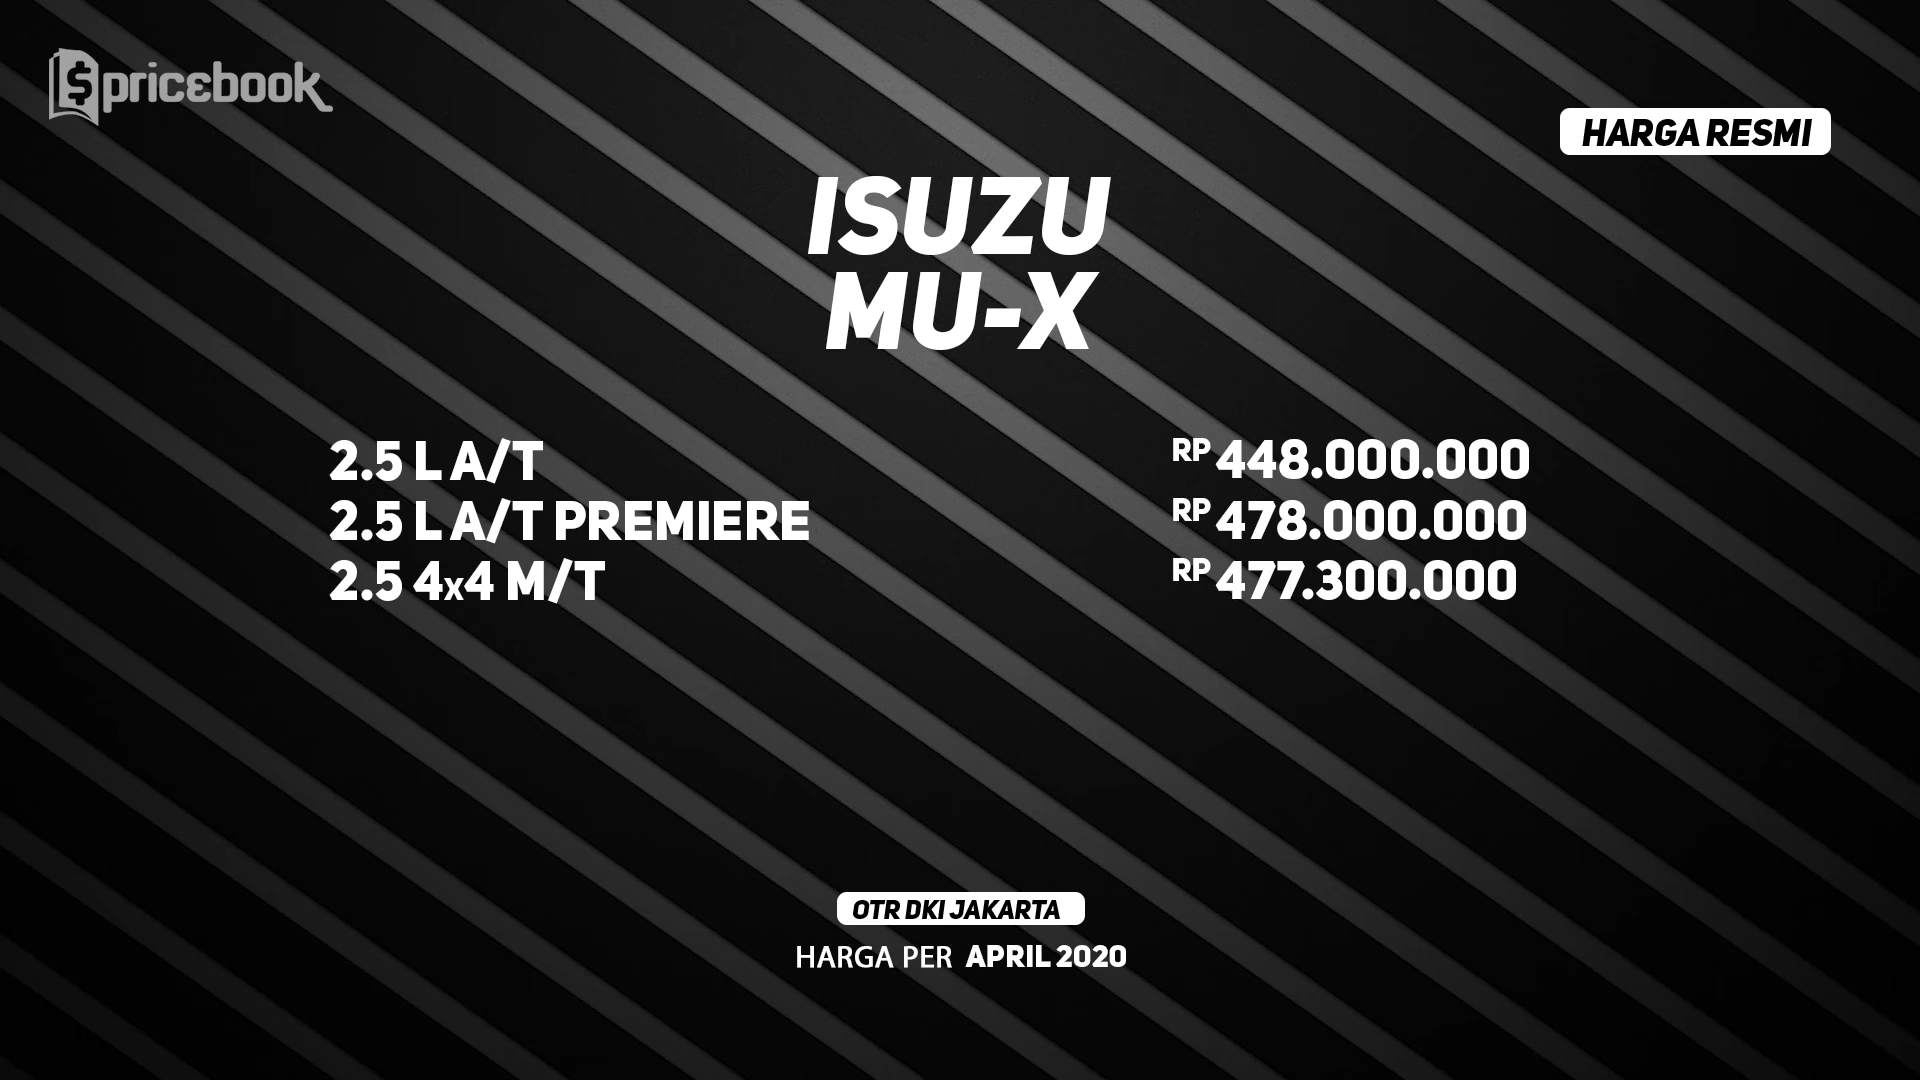 pricebook
HARGA RESMI
ISUZU
MU-X
2.5 L A/T RP 448.000.000
2.5 L A/T PREMIERE RP 478.000.000
2.5 4x4 M/T RP 477.300.000
OTR DKI JAKARTA
HARGA PER APRIL 2020